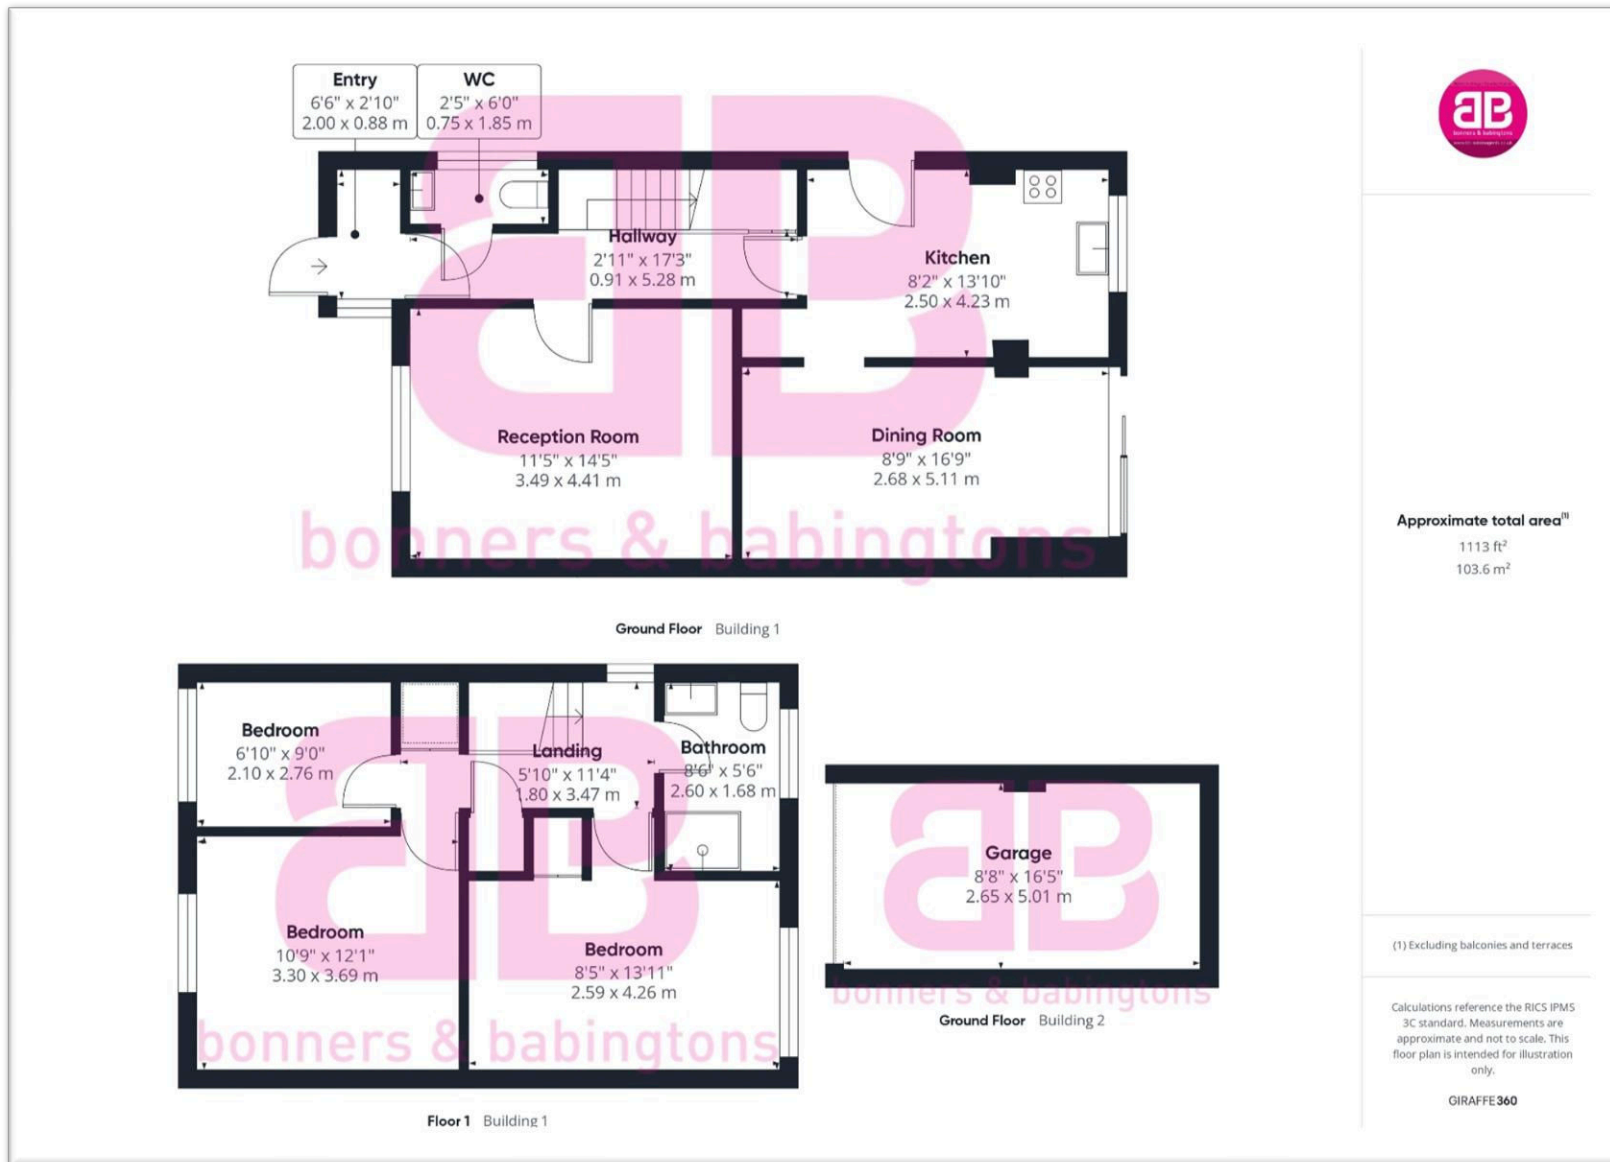 Entry
6'6" x 2'10"
2.00 x 0.88 m
WC
2'5" x 6'0"
0.75 x 1.85 m
Hallway
2'11" x 17'3"
0.91 x 5.28 m
Kitchen
8'2" x 13'10"
2.50 x 4.23 m
Reception Room
11'5" x 14'5"
3.49 x 4.41 m
Dining Room
8'9" x 16'9"
2.68 x 5.11 m
bonners & babingtons
Ground Floor Building 1
Bedroom
6'10" x 9'0"
2.10 x 2.76 m
Landing
5'10" x 11'4"
1.80 x 3.47 m
Bathroom
8'6" x 5'6"
2.60 x 1.68 m
Bedroom
10'9" x 12'1"
3.30 x 3.69 m
Bedroom
8'5" x 13'11"
2.59 x 4.26 m
bonners & babingtons
Floor 1 Building 1
Garage
8'8" x 16'5"
2.65 x 5.01 m
bonners & babingtons
Ground Floor Building 2
bonners & babingtons
Approximate total area(1)
1113 ft²
103.6 m²
(1) Excluding balconies and terraces
Calculations reference the RICS IPMS
3C standard. Measurements are
approximate and not to scale. This
floor plan is intended for illustration
only.
GIRAFFE360